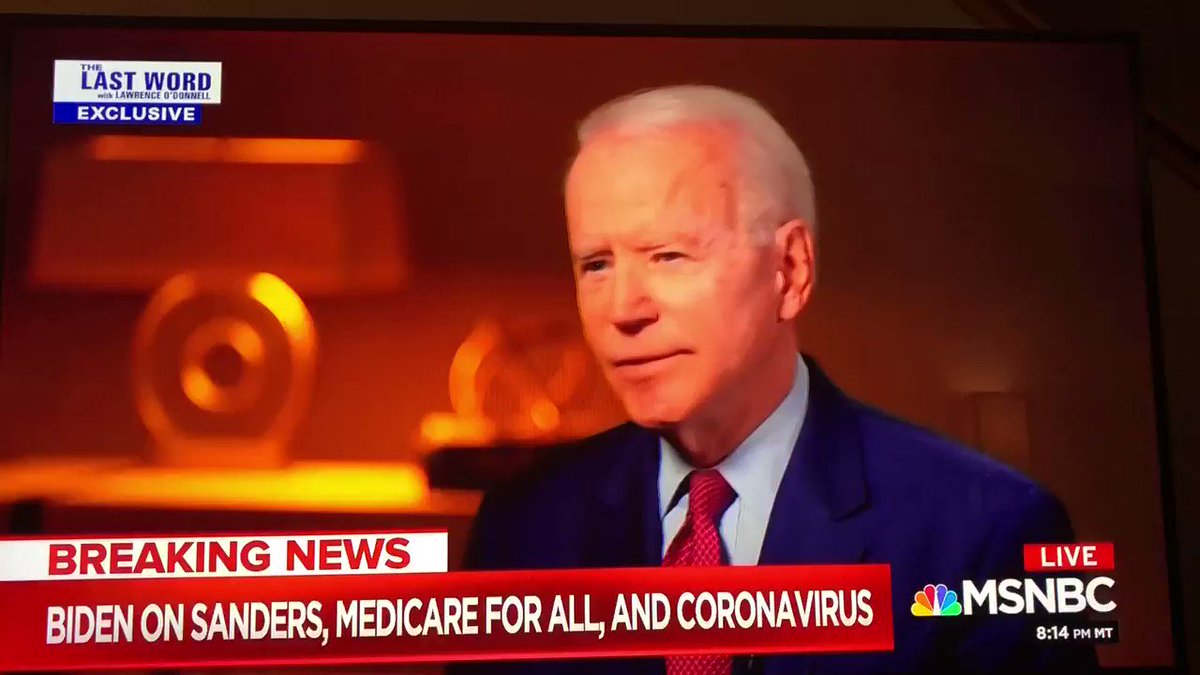 THE
LAST WORD
with LAWRENCE O'DONNELL
EXCLUSIVE
BREAKING NEWS
BIDEN ON SANDERS, MEDICARE FOR ALL, AND CORONAVIRUS
LIVE
MSNBC
8:14 PM MT